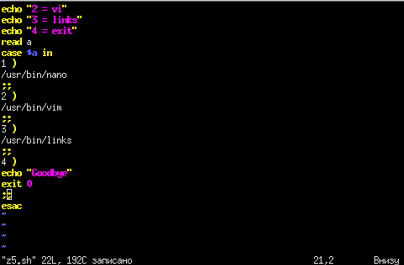 echo "2 = vi"
echo "3 = links"
echo "4 = exit"
read a
case $a in
1 )
/usr/bin/nano
;;
2 )
/usr/bin/vim
;;
3 )
/usr/bin/links
;;
4 )
echo "Goodbye"
exit 0
;;
esac
~
~
~
~
"z5.sh" 22L, 192C записано 21,2 Внизу